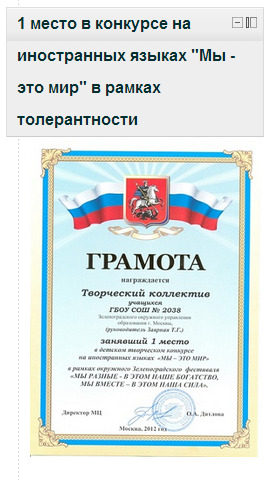 1 место в конкурсе на
иностранных языках "Мы -
это мир" в рамках
толерантности
ГРАМОТА
награждается
Творческий коллектив
учащихся
ГБОУ СОШ № 2038
Зеленоградского окружного управления
образования г. Москвы,
(руководитель Заярная Т.Г.)
занявший 1 место
в детском творческом конкурсе
на иностранных языках «МЫ – ЭТО МИР»
в рамках окружного Зеленоградского фестиваля
«МЫ РАЗНЫЕ - В ЭТОМ НАШЕ БОГАТСТВО,
МЫ ВМЕСТЕ – В ЭТОМ НАША СИЛА».
Директор МЦ
О.А. Дятлова
Москва, 2012 год